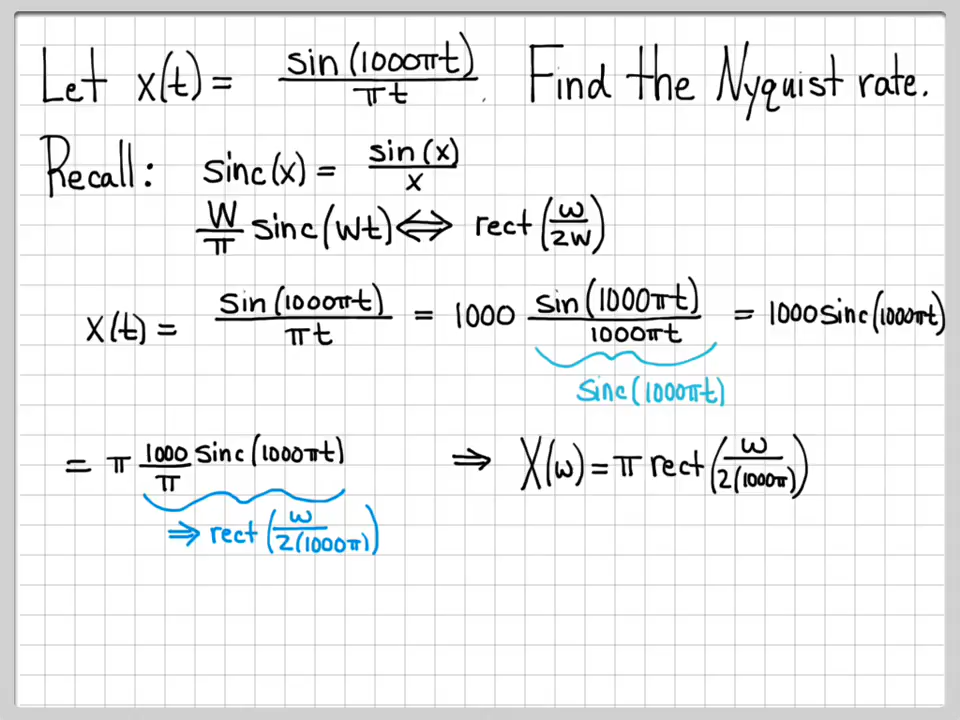 Let x(t) = sin(1000πt)/πt . Find the Nyquist rate.
Recall: sinc(x) = sin(x)/x
W/π sinc(Wt) ⟺ rect(ω/2W)
x(t) = sin(1000πt)/πt = 1000 sin(1000πt)/1000πt = 1000 sinc(1000πt)
sinc(1000πt)
= π 1000/π sinc(1000πt) ⇒ X(ω) = π rect(ω/2(1000π))
⇒ rect(ω/2(1000π))